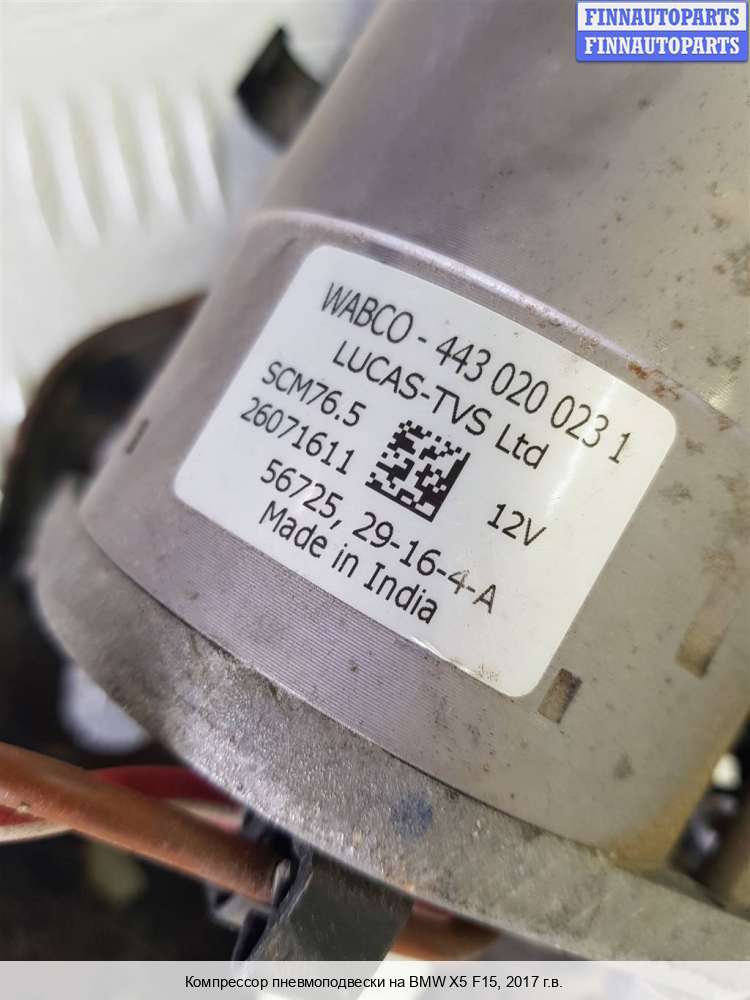 FINNAUTOPARTS
FINNAUTOPARTS
WABCO - 443 020 023 1
LUCAS-TVS Ltd
SCM76.5
26071611
12V
56725, 29-16-4-A
Made in India
Компрессор пневмоподвески на BMW X5 F15, 2017 г.в.